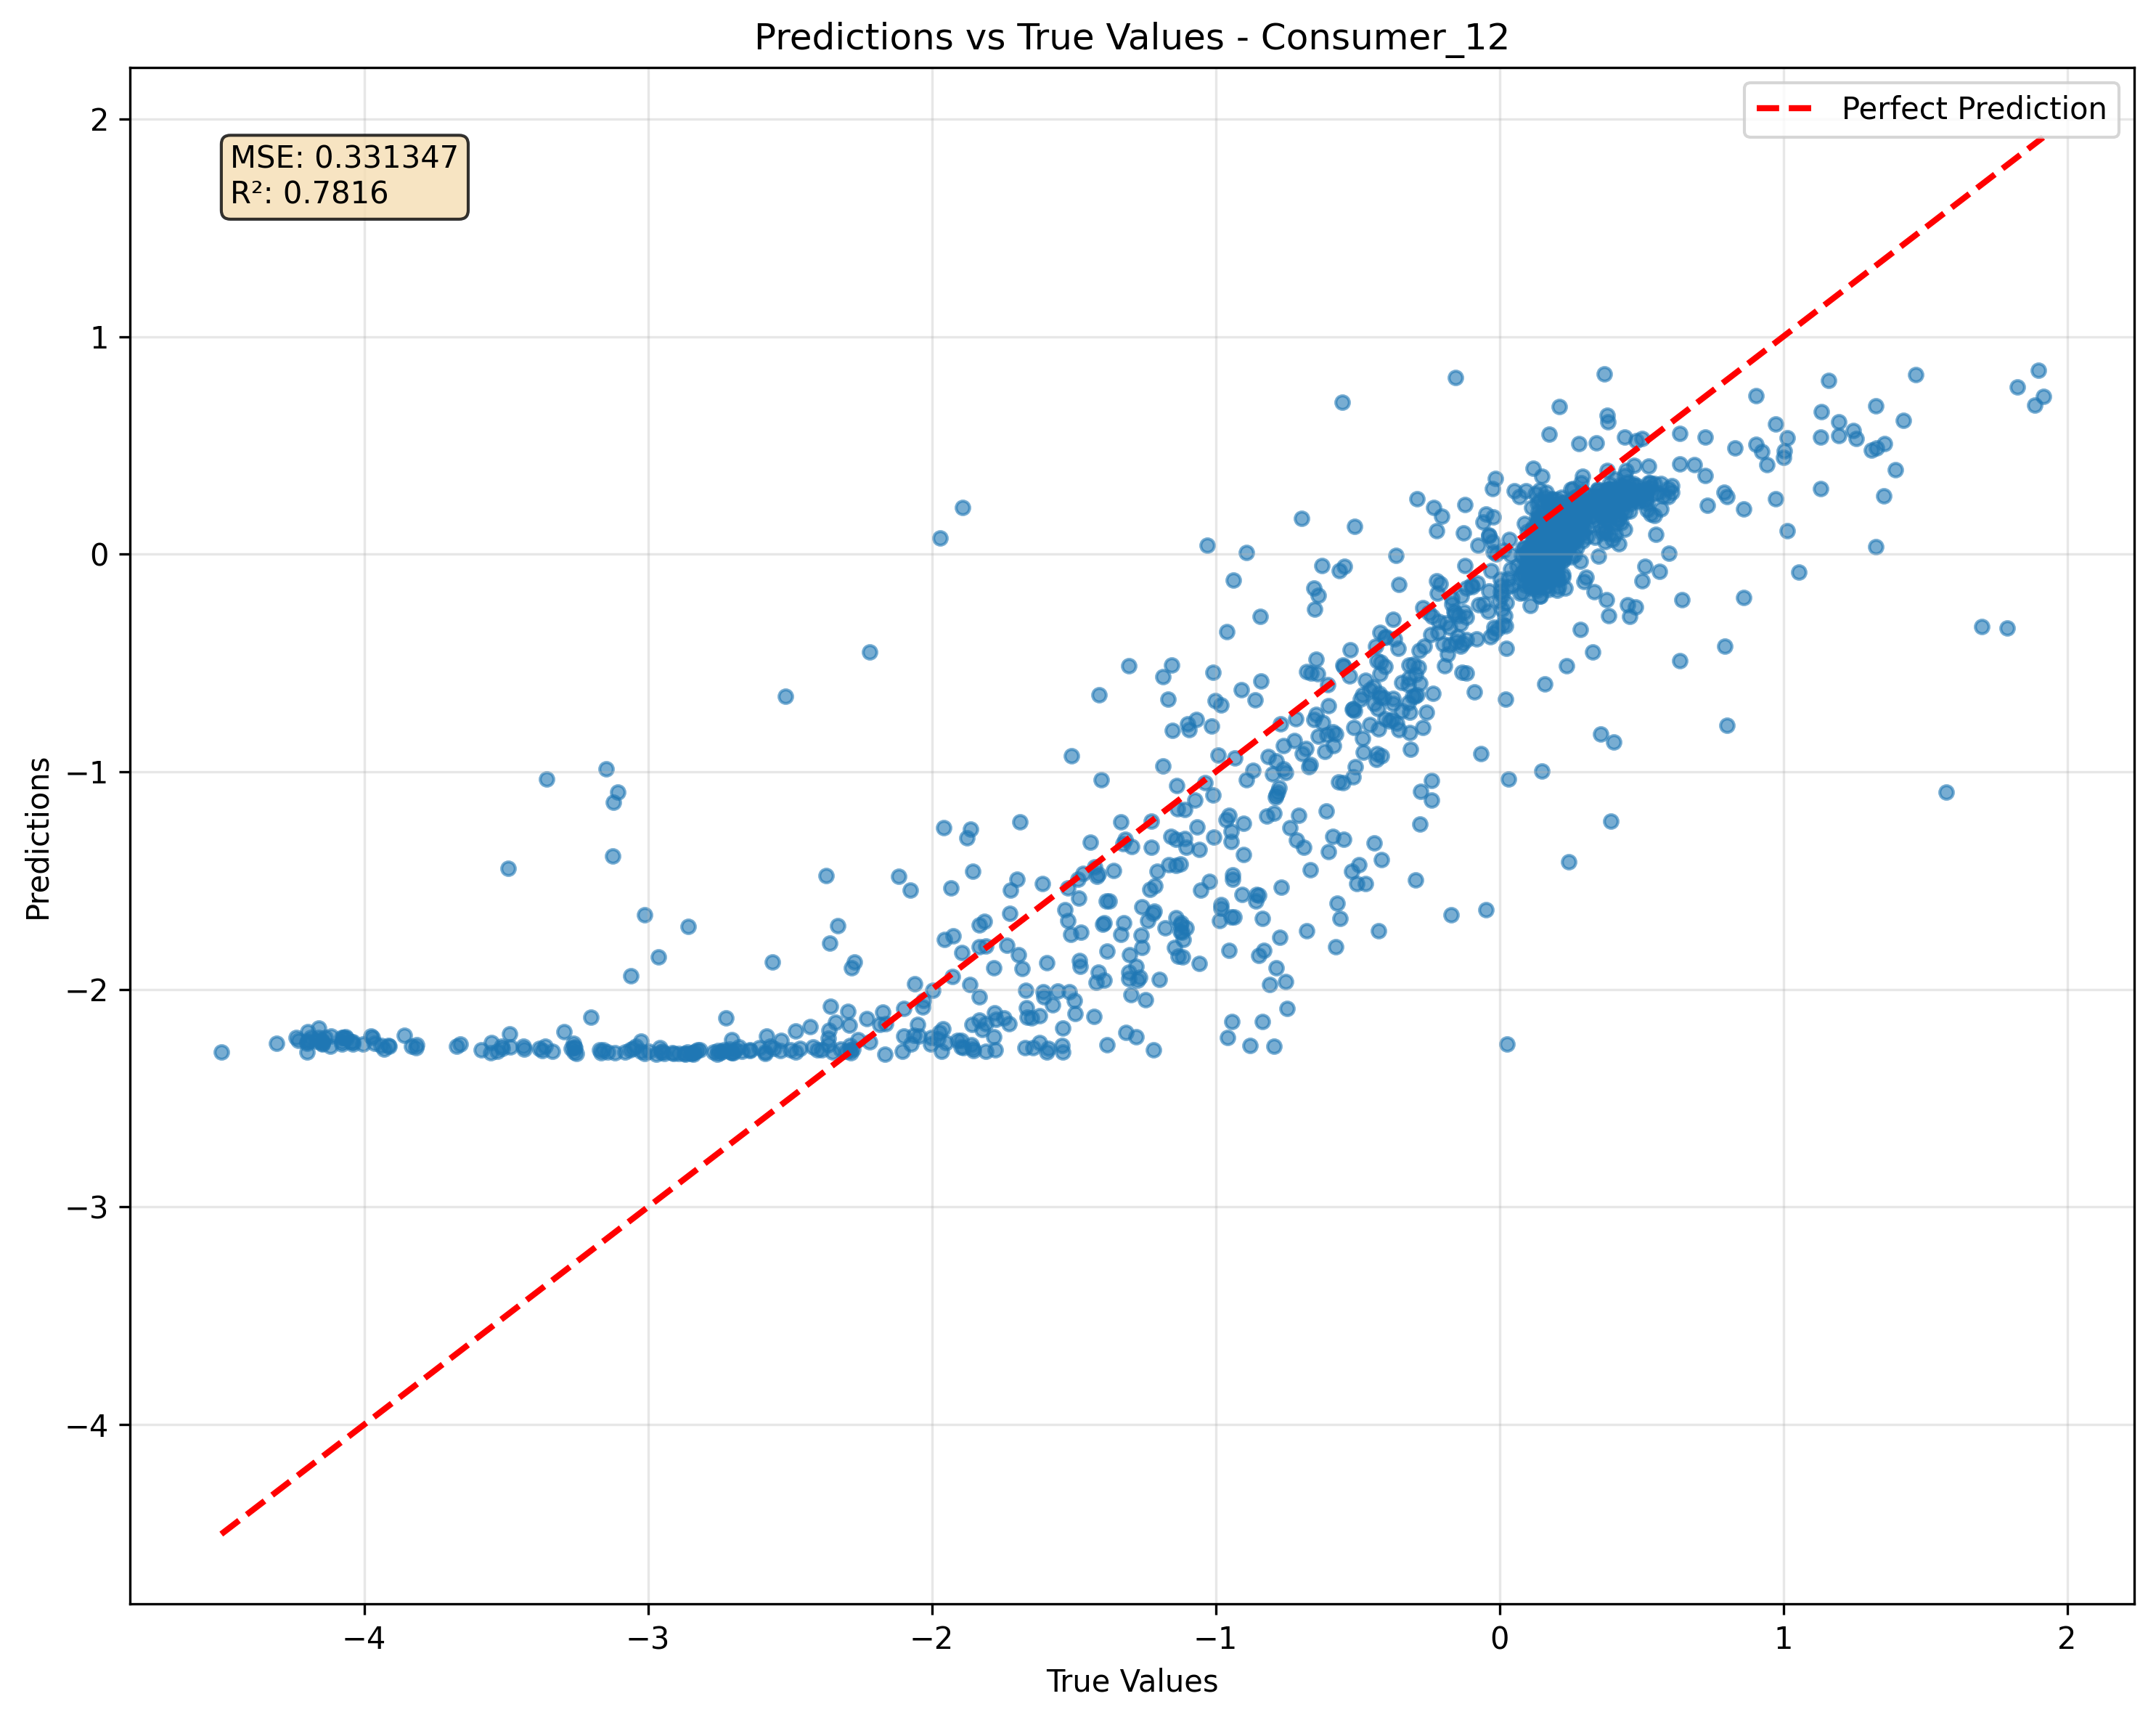 Predictions vs True Values - Consumer_12
Perfect Prediction
MSE: 0.331347
R²: 0.7816
Predictions
2
1
0
−1
−2
−3
−4
−4
−3
−2
−1
0
1
2
True Values